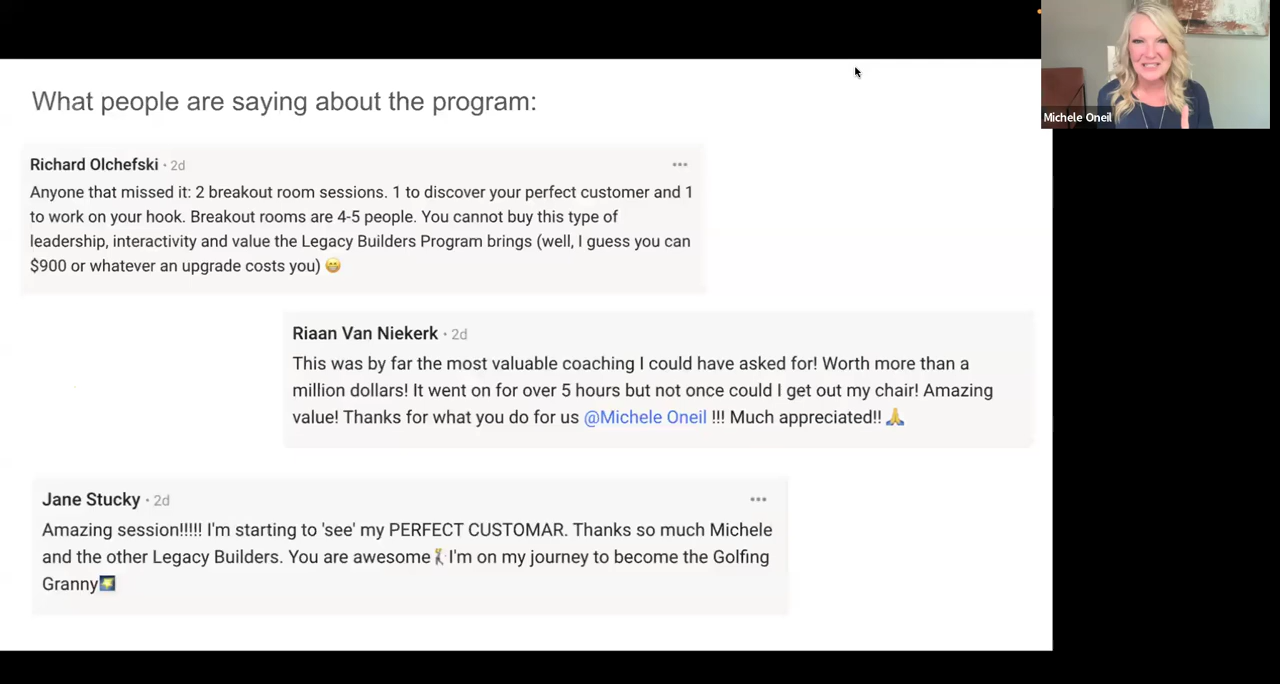 What people are saying about the program:
Michele Oneil
Richard Olchefski · 2d
Anyone that missed it: 2 breakout room sessions. 1 to discover your perfect customer and 1
to work on your hook. Breakout rooms are 4-5 people. You cannot buy this type of
leadership, interactivity and value the Legacy Builders Program brings (well, I guess you can
$900 or whatever an upgrade costs you) 😁
Riaan Van Niekerk · 2d
This was by far the most valuable coaching I could have asked for! Worth more than a
million dollars! It went on for over 5 hours but not once could I get out my chair! Amazing
value! Thanks for what you do for us @Michele Oneil !!! Much appreciated!! 🙏
Jane Stucky · 2d
Amazing session!!!!! I'm starting to 'see' my PERFECT CUSTOMAR. Thanks so much Michele
and the other Legacy Builders. You are awesome I'm on my journey to become the Golfing
Granny